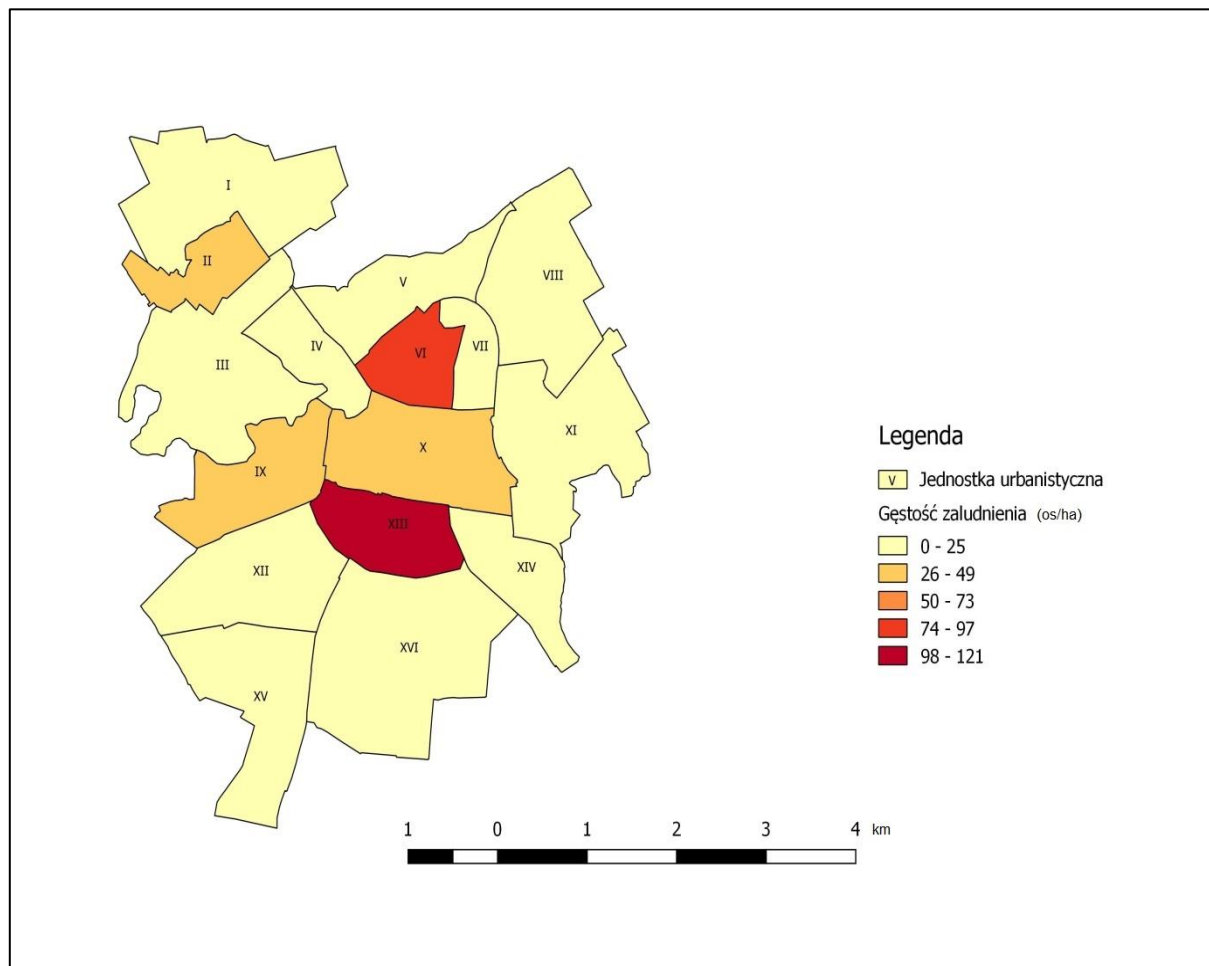 I
II
V
VIII
IV
VI
VII
III
XI
X
IX
XIII
XII
XIV
XVI
XV
Legenda
V Jednostka urbanistyczna
Gęstość zaludnienia (os/ha)
0 - 25
26 - 49
50 - 73
74 - 97
98 - 121
1 0 1 2 3 4 km